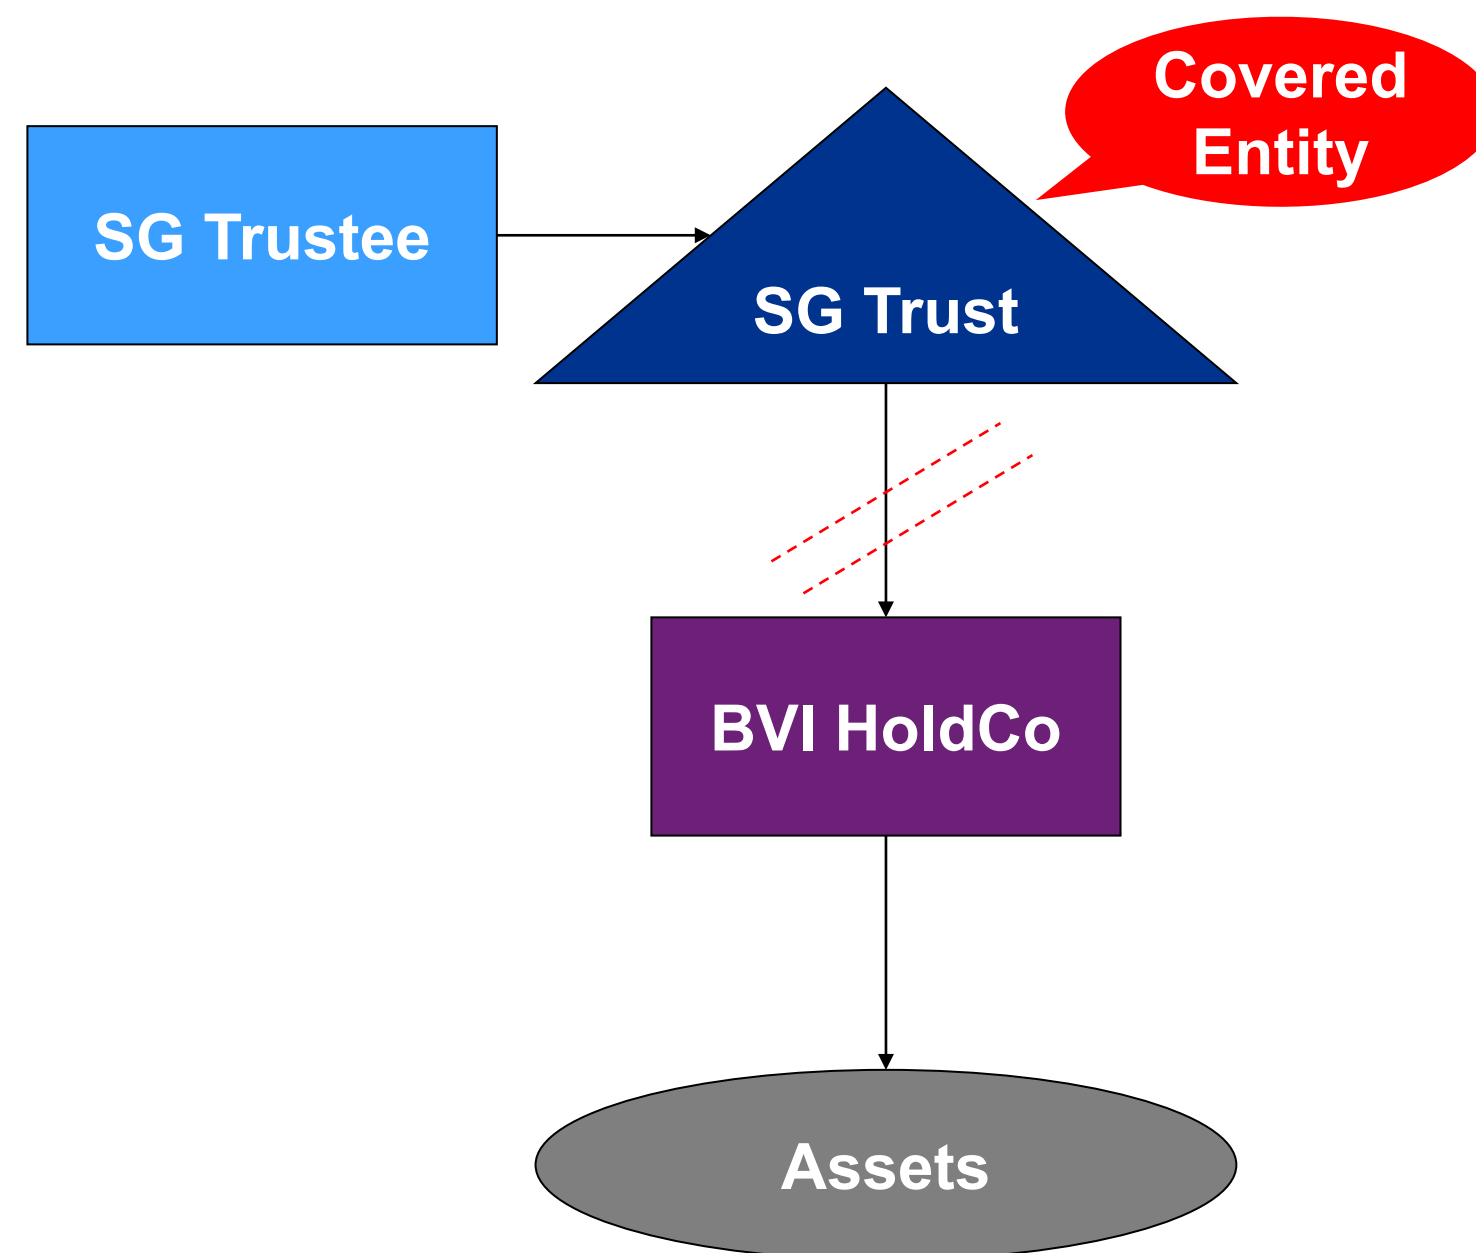 Covered
Entity
SG Trustee
SG Trust
BVI HoldCo
Assets